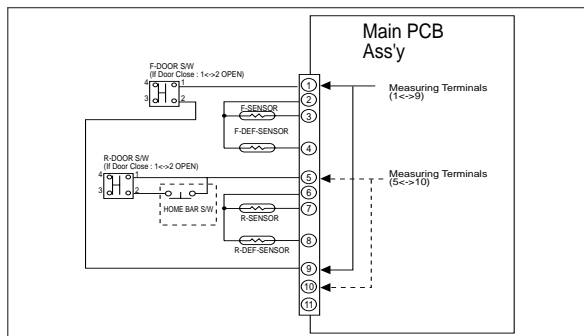 Main PCB
Ass'y
F-DOOR S/W
(If Door Close : 1<->2 OPEN)
4
1
3
2
F-SENSOR
F-DEF-SENSOR
R-DOOR S/W
(If Door Close : 1<->2 OPEN)
4
1
3
2
HOME BAR S/W
R-SENSOR
R-DEF-SENSOR
1
2
3
4
5
6
7
8
9
10
11
Measuring Terminals
(1<->9)
Measuring Terminals
(5<->10)